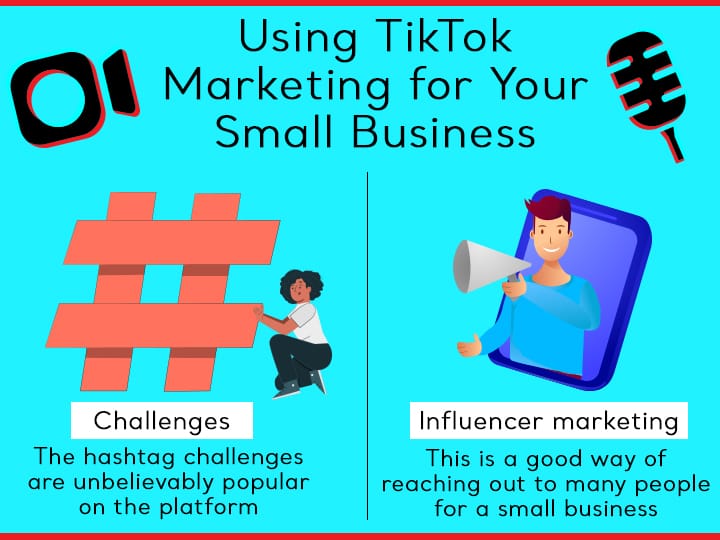 Using TikTok
Marketing for Your
Small Business
Challenges
The hashtag challenges
are unbelievably popular
on the platform
Influencer marketing
This is a good way of
reaching out to many people
for a small business